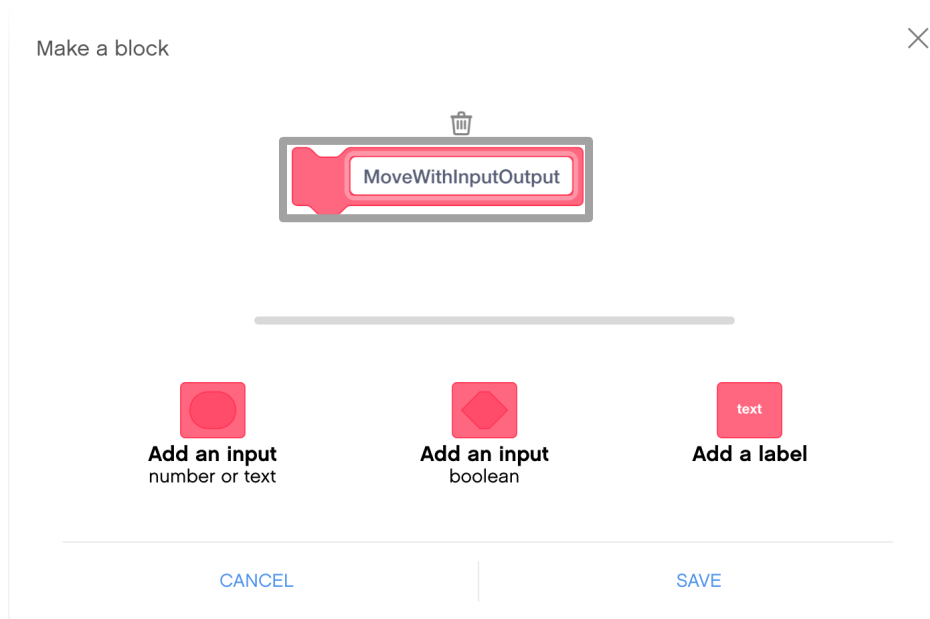 Make a block
MoveWithInputOutput
text
Add an input
number or text
Add an input
boolean
Add a label
CANCEL
SAVE